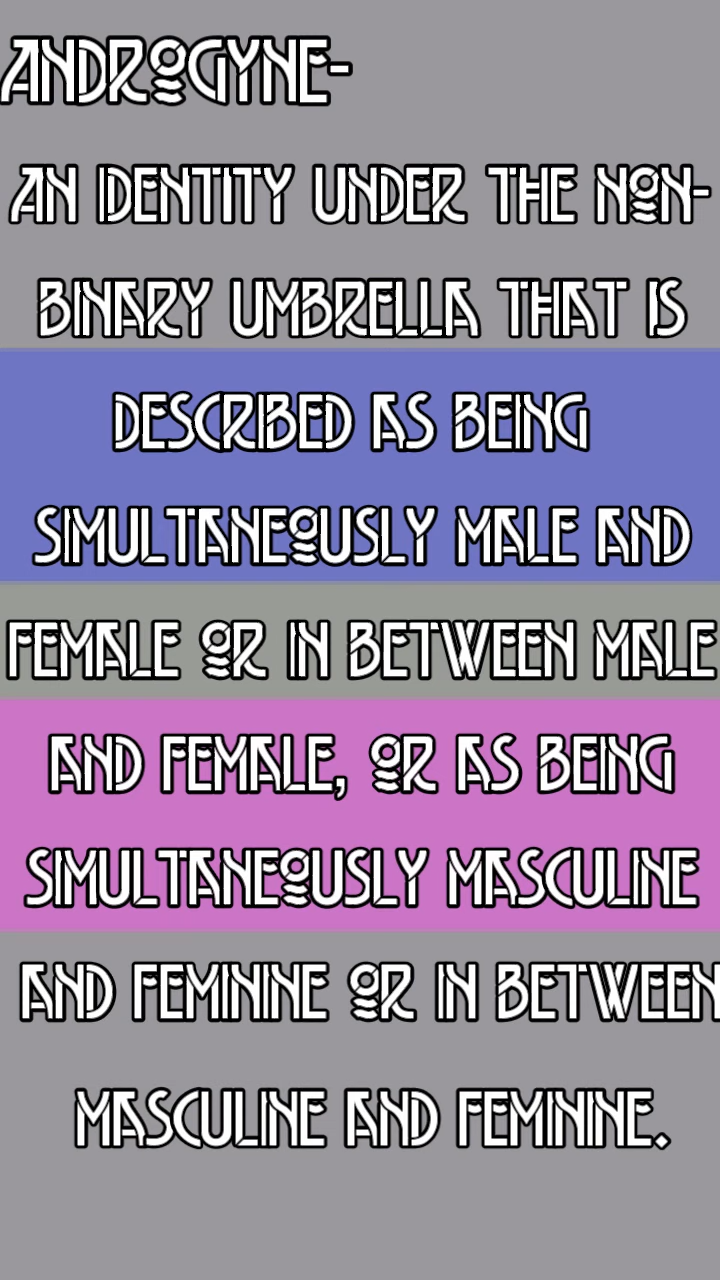 ANDROGYNE-
AN IDENTITY UNDER THE NON-
BINARY UMBRELLA THAT IS
DESCRIBED AS BEING
SIMULTANEOUSLY MALE AND
FEMALE OR IN BETWEEN MALE
AND FEMALE, OR AS BEING
SIMULTANEOUSLY MASCULINE
AND FEMININE OR IN BETWEEN
MASCULINE AND FEMININE.